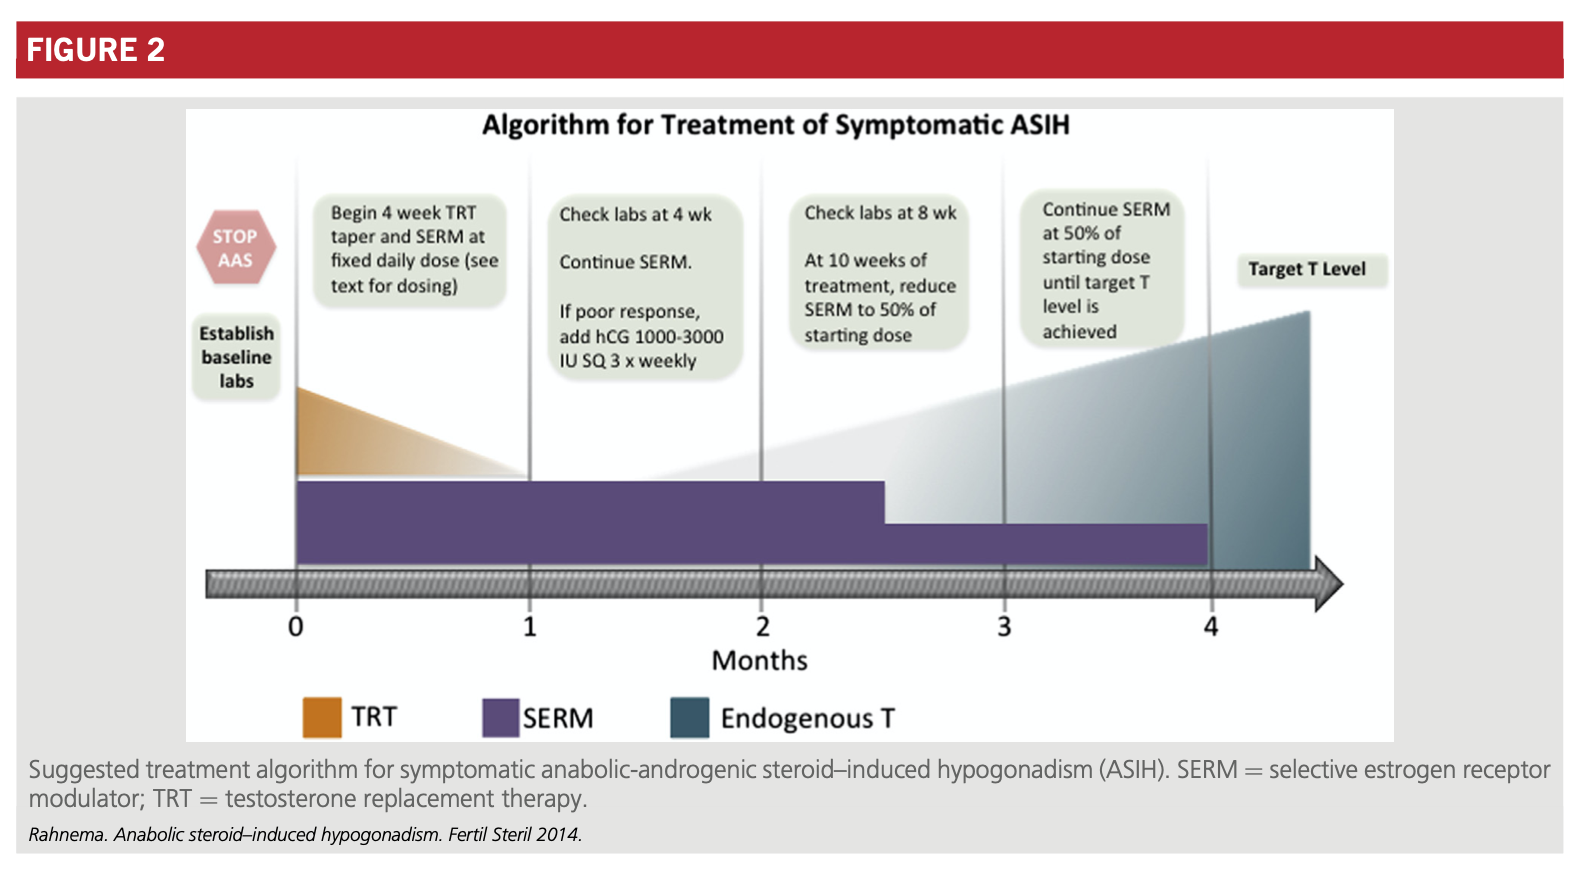 FIGURE 2
Algorithm for Treatment of Symptomatic ASIH
STOP
AAS
Establish
baseline
labs
Begin 4 week TRT
taper and SERM at
fixed daily dose (see
text for dosing)
Check labs at 4 wk
Continue SERM.
If poor response,
add hCG 1000-3000
IU SQ 3 x weekly
Check labs at 8 wk
At 10 weeks of
treatment, reduce
SERM to 50% of
starting dose
Continue SERM
at 50% of
starting dose
until target T
level is
achieved
Target T Level
0 1 2 3 4
Months
TRT SERM Endogenous T
Suggested treatment algorithm for symptomatic anabolic-androgenic steroid–induced hypogonadism (ASIH). SERM = selective estrogen receptor
modulator; TRT = testosterone replacement therapy.
Rahnema. Anabolic steroid–induced hypogonadism. Fertil Steril 2014.